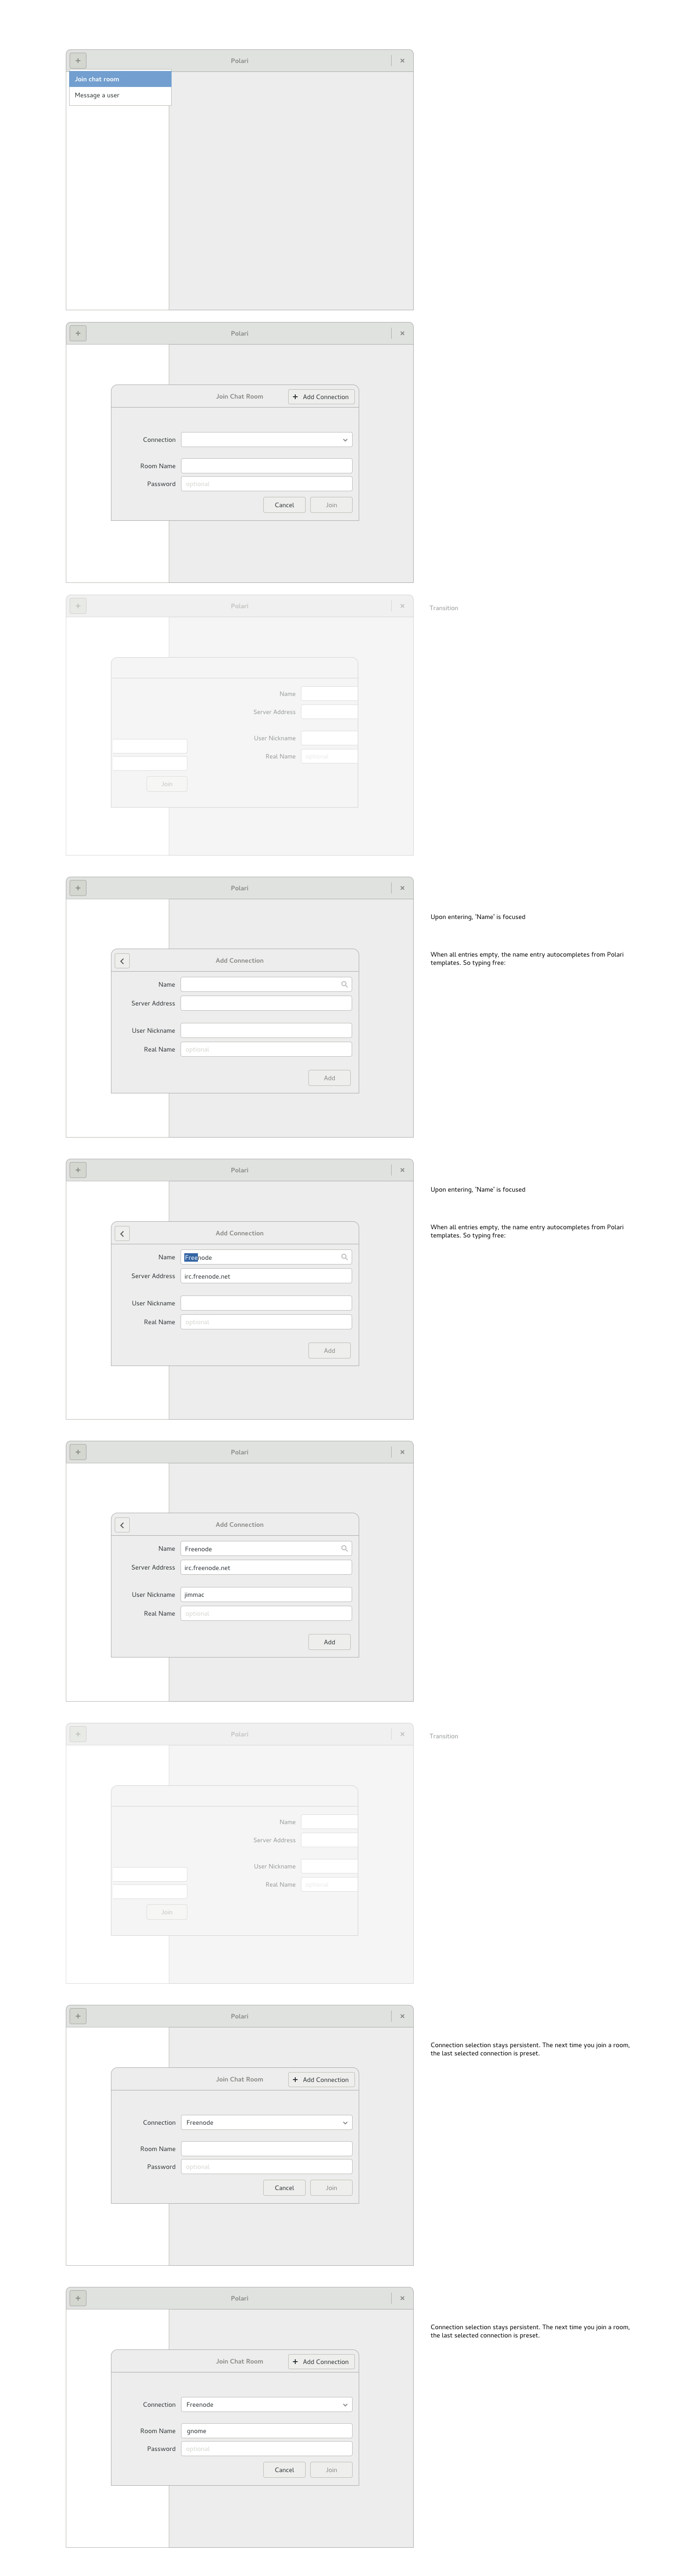 + Polari ×
Join chat room
Message a user
+ Polari ×
Join Chat Room + Add Connection
Connection
Room Name
Password optional
Cancel Join
+ Polari ×
Transition
Name
Server Address
User Nickname
Real Name optional
Join
+ Polari ×
Upon entering, 'Name' is focused
When all entries empty, the name entry autocompletes from Polari
templates. So typing free:
Add Connection
Name
Server Address
User Nickname
Real Name optional
Add
+ Polari ×
Upon entering, 'Name' is focused
When all entries empty, the name entry autocompletes from Polari
templates. So typing free:
Add Connection
Name Freenode
Server Address irc.freenode.net
User Nickname
Real Name optional
Add
+ Polari ×
Add Connection
Name Freenode
Server Address irc.freenode.net
User Nickname jimmac
Real Name optional
Add
+ Polari ×
Transition
Name
Server Address
User Nickname
Real Name optional
Join
+ Polari ×
Connection selection stays persistent. The next time you join a room,
the last selected connection is preset.
Join Chat Room + Add Connection
Connection Freenode
Room Name
Password optional
Cancel Join
+ Polari ×
Connection selection stays persistent. The next time you join a room,
the last selected connection is preset.
Join Chat Room + Add Connection
Connection Freenode
Room Name gnome
Password optional
Cancel Join